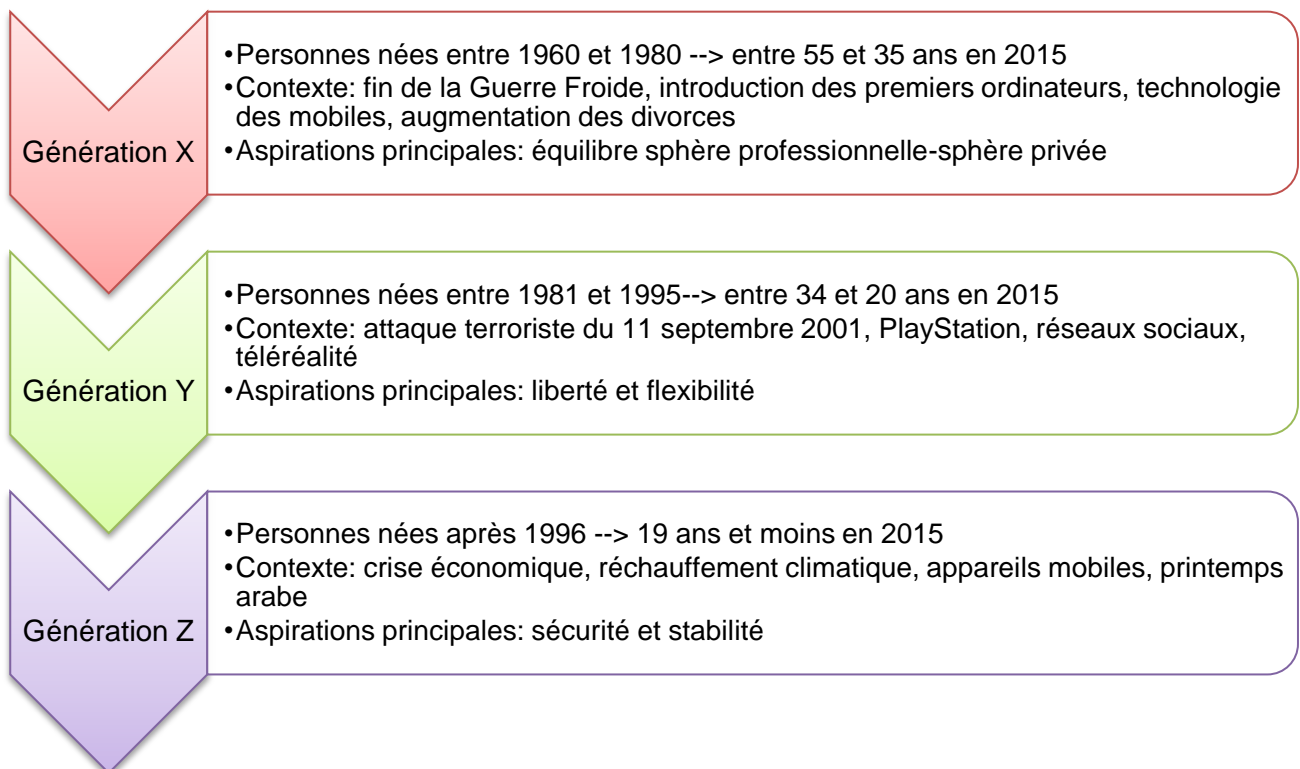 Génération X
•Personnes nées entre 1960 et 1980 --> entre 55 et 35 ans en 2015
•Contexte: fin de la Guerre Froide, introduction des premiers ordinateurs, technologie
des mobiles, augmentation des divorces
•Aspirations principales: équilibre sphère professionnelle-sphère privée
Génération Y
•Personnes nées entre 1981 et 1995--> entre 34 et 20 ans en 2015
•Contexte: attaque terroriste du 11 septembre 2001, PlayStation, réseaux sociaux,
téléréalité
•Aspirations principales: liberté et flexibilité
Génération Z
•Personnes nées après 1996 --> 19 ans et moins en 2015
•Contexte: crise économique, réchauffement climatique, appareils mobiles, printemps
arabe
•Aspirations principales: sécurité et stabilité